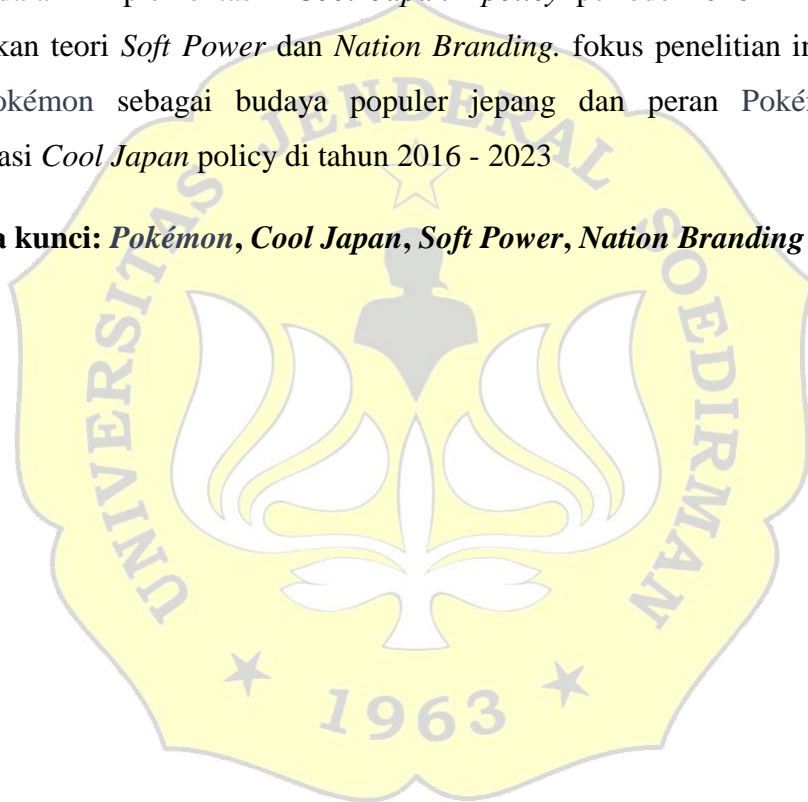 kan teori Soft Power dan Nation Branding. fokus penelitian in
okémon sebagai budaya populer jepang dan peran Poké
asi Cool Japan policy di tahun 2016 - 2023
a kunci: Pokémon, Cool Japan, Soft Power, Nation Branding
UNIVERSITAS JENDERAL SOEDIRMAN
1963